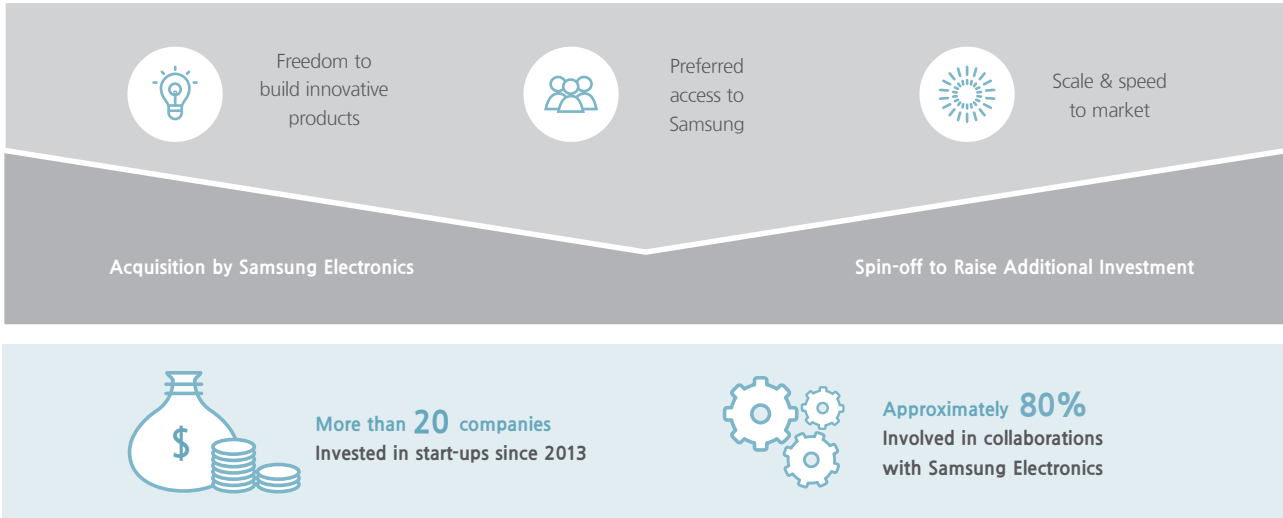 Freedom to
build innovative
products
Preferred
access to
Samsung
Scale & speed
to market
Acquisition by Samsung Electronics
Spin-off to Raise Additional Investment
$
More than 20 companies
Invested in start-ups since 2013
Approximately 80%
Involved in collaborations
with Samsung Electronics